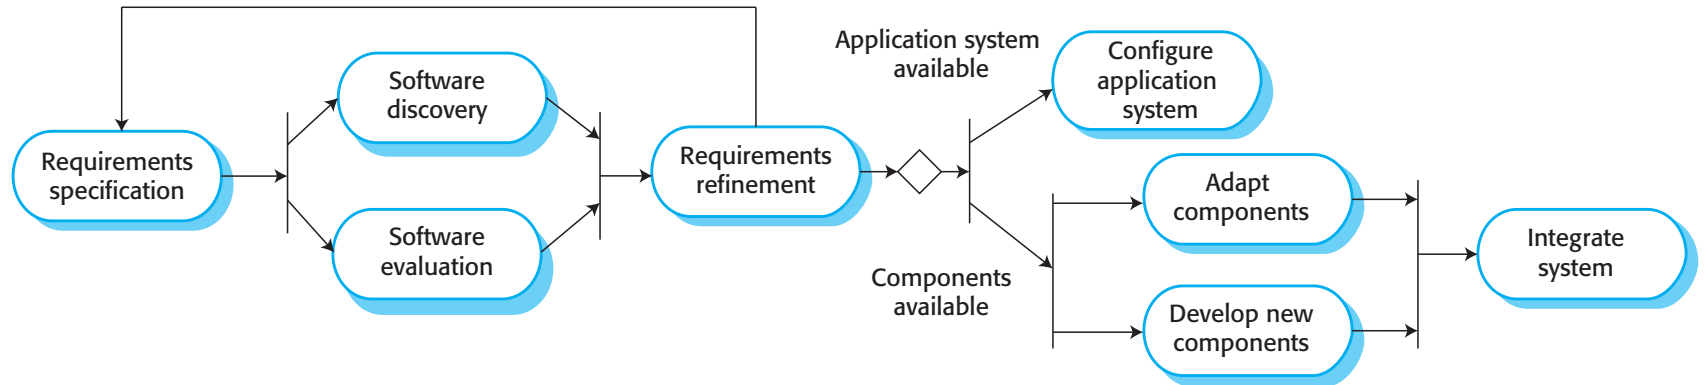 Requirements
specification
Software
discovery
Software
evaluation
Requirements
refinement
Application system
available
Configure
application
system
Components
available
Adapt
components
Develop new
components
Integrate
system